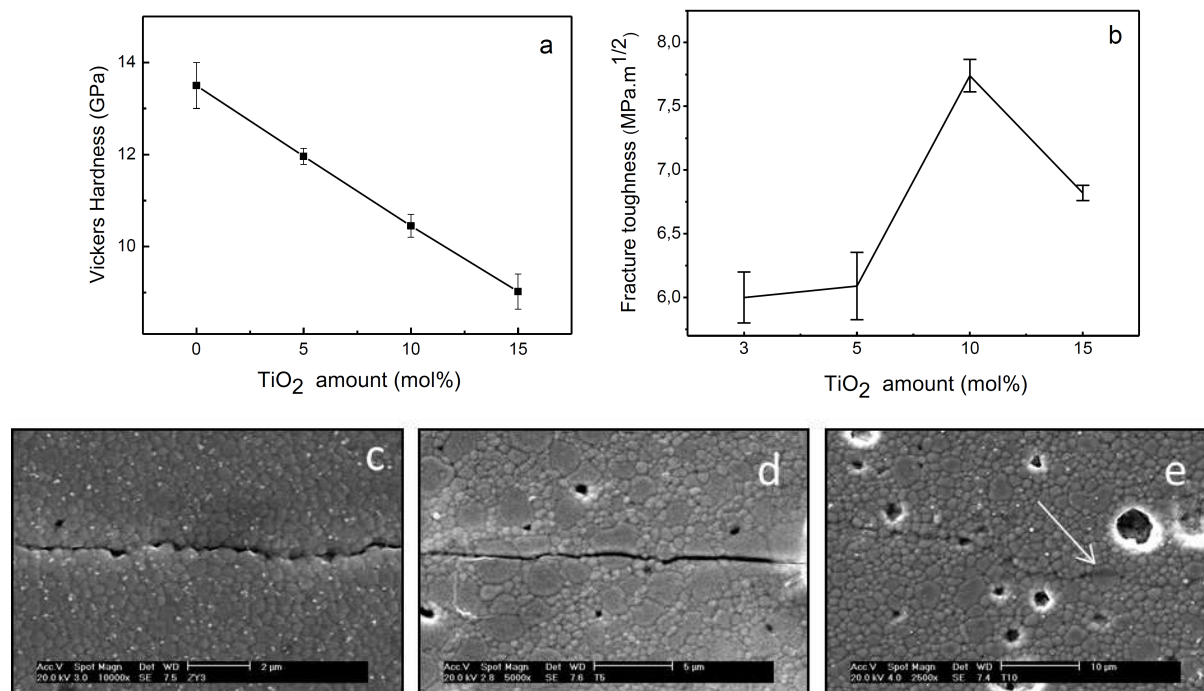 a
14
12
10
Vickers Hardness (GPa)
0 5 10 15
TiO2 amount (mol%)
b
8,0
7,5
7,0
6,5
6,0
Fracture toughness (MPa.m1/2)
3 5 10 15
TiO2 amount (mol%)
c
Acc.V Spot Magn Det WD 2 µm
20.0 kV 3.0 10000x SE 7.5 ZY3
d
Acc.V Spot Magn Det WD 5 µm
20.0 kV 2.8 5000x SE 7.6 T5
e
Acc.V Spot Magn Det WD 10 µm
20.0 kV 4.0 2500x SE 7.4 T10